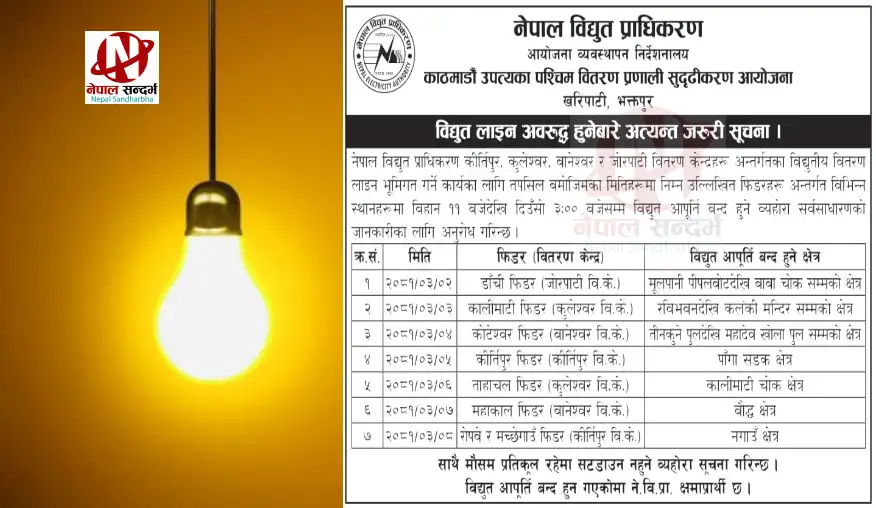 नेपाल सन्दर्भ
Nepal Sandharbha
नेपाल विद्युत प्राधिकरण
NEPAL ELECTRICITY AUTHORITY
नेपाल विद्युत प्राधिकरण
आयोजना व्यवस्थापन निर्देशनालय
काठमाडौं उपत्यका पश्चिम वितरण प्रणाली सुदृढीकरण आयोजना
खरिपाटी, भक्तपुर
विद्युत लाइन अवरुद्ध हुनेबारे अत्यन्त जरुरी सूचना ।
नेपाल विद्युत प्राधिकरण कीर्तिपुर, कुलेश्वर, बानेश्वर र जोरपाटी वितरण केन्द्रहरू अन्तर्गतका विद्युतीय वितरण
लाइन भूमिगत गर्ने कार्यका लागि तपसिल बमोजिमका मितिहरूमा निम्न उल्लिखित फिडरहरू अन्तर्गत विभिन्न
स्थानहरूमा विहान ११ बजेदेखि दिउँसो ३:०० बजेसम्म विद्युत आपूर्ति बन्द हुने व्यहोरा सर्वसाधारणको
जानकारीका लागि अनुरोध गरिन्छ।
क्र.सं. मिति फिडर (वितरण केन्द्र) विद्युत आपूर्ति बन्द हुने क्षेत्र
१ २०८१/०३/०२ डाँची फिडर (जोरपाटी वि.के.) मूलपानी पीपलबोटदेखि बाबा चोक सम्मको क्षेत्र
२ २०८१/०३/०३ कालीमाटी फिडर (कुलेश्वर वि.के.) रविभवनदेखि कलंकी मन्दिर सम्मको क्षेत्र
३ २०८१/०३/०४ कोटेश्वर फिडर (बानेश्वर वि.के.) तीनकुने पुलदेखि महादेव खोला पुल सम्मको क्षेत्र
४ २०८१/०३/०५ कीर्तिपुर फिडर (कीर्तिपुर वि.के.) पाँगा सडक क्षेत्र
५ २०८१/०३/०६ ताहाचल फिडर (कुलेश्वर वि.के.) कालीमाटी चोक क्षेत्र
६ २०८१/०३/०७ महाकाल फिडर (बानेश्वर वि.के.) बौद्ध क्षेत्र
७ २०८१/०३/०८ रोपवे र मच्छेगाउँ फिडर (कीर्तिपुर वि.के.) नगाउँ क्षेत्र
साथै मौसम प्रतिकूल रहेमा सटडाउन नहुने व्यहोरा सूचना गरिन्छ ।
विद्युत आपूर्ति बन्द हुन गएकोमा ने.वि.प्रा. क्षमाप्रार्थी छ ।